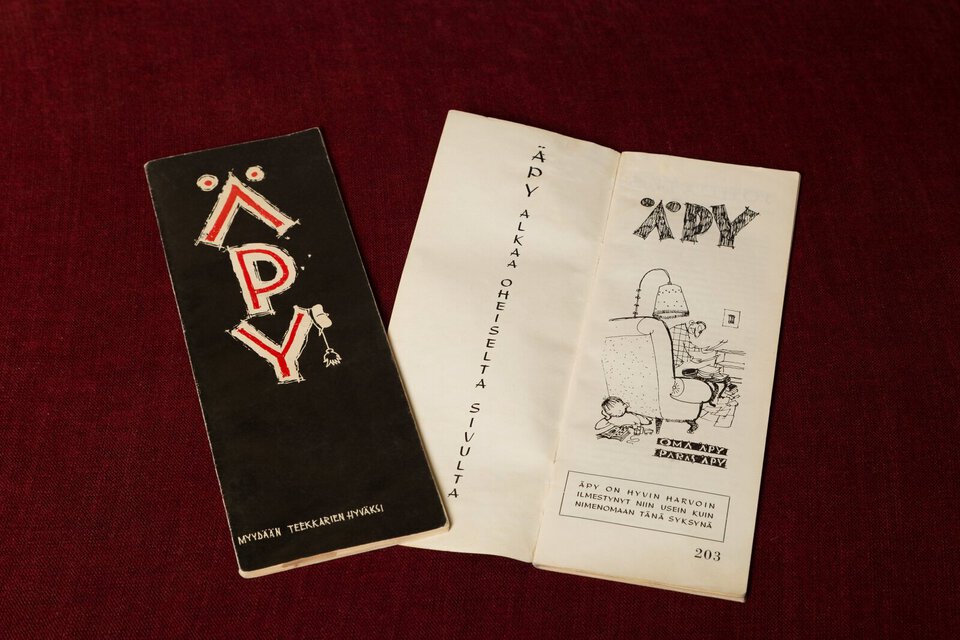 ÄPY
MYYDÄÄN TEEKKARIEN HYVÄKSI
ÄPY ALKAA OHEISELTA SIVULTA
ÄPY
OMA ÄPY
PARAS ÄPY
ÄPY ON HYVIN HARVOIN
ILMESTYNYT NIIN USEIN KUIN
NIMENOMAAN TÄNÄ SYKSYNÄ
203